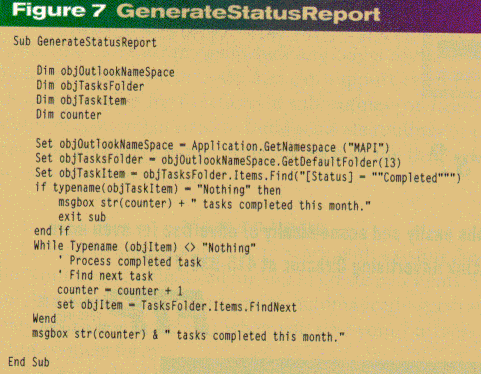 Figure 7 GenerateStatusReport
Sub GenerateStatusReport
Dim objOutlookNameSpace
Dim objTasksFolder
Dim objTaskItem
Dim counter
Set objOutlookNameSpace = Application.GetNamespace ("MAPI")
Set objTasksFolder = objOutlookNameSpace.GetDefaultFolder(13)
Set objTaskItem = objTasksFolder.Items.Find("[Status] = ""Completed""")
if typename(objTaskItem) = "Nothing" then
msgbox str(counter) + " tasks completed this month."
exit sub
end if
While Typename (objItem) <> "Nothing"
' Process completed task
' Find next task
counter = counter + 1
set objItem = TasksFolder.Items.FindNext
Wend
msgbox str(counter) & " tasks completed this month."
End Sub